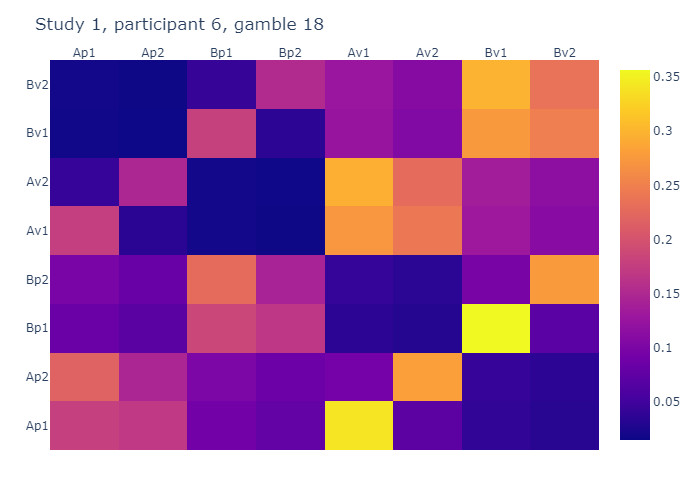 Study 1, participant 6, gamble 18
Ap1 Ap2 Bp1 Bp2 Av1 Av2 Bv1 Bv2
Bv2
Bv1
Av2
Av1
Bp2
Bp1
Ap2
Ap1
0.35
0.3
0.25
0.2
0.15
0.1
0.05